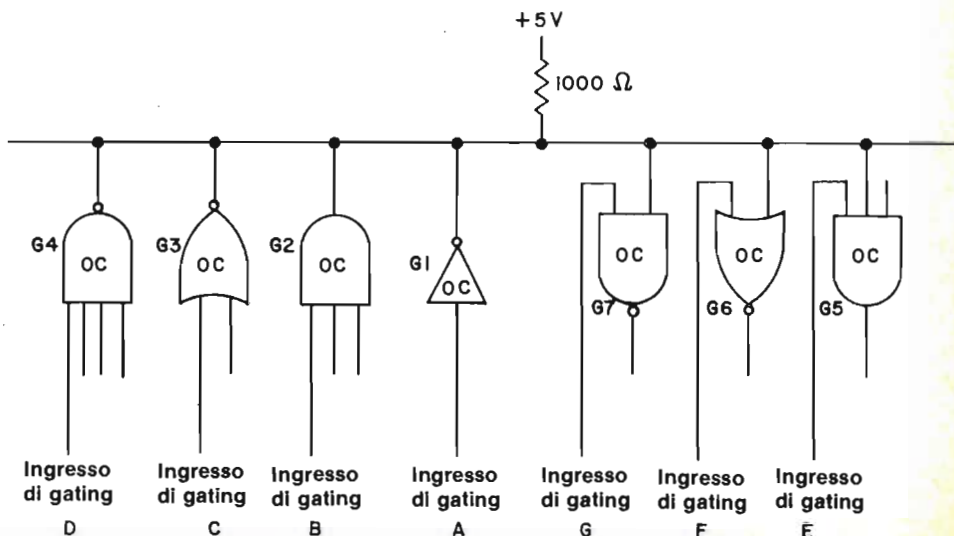 +5V
1000 Ω
G4
OC
G3
OC
G2
OC
G1
OC
OC
G7
OC
G6
OC
G5
Ingresso
di gating
D
Ingresso
di gating
C
Ingresso
di gating
B
Ingresso
di gating
A
Ingresso
di gating
G
Ingresso
di gating
F
Ingresso
di gating
E